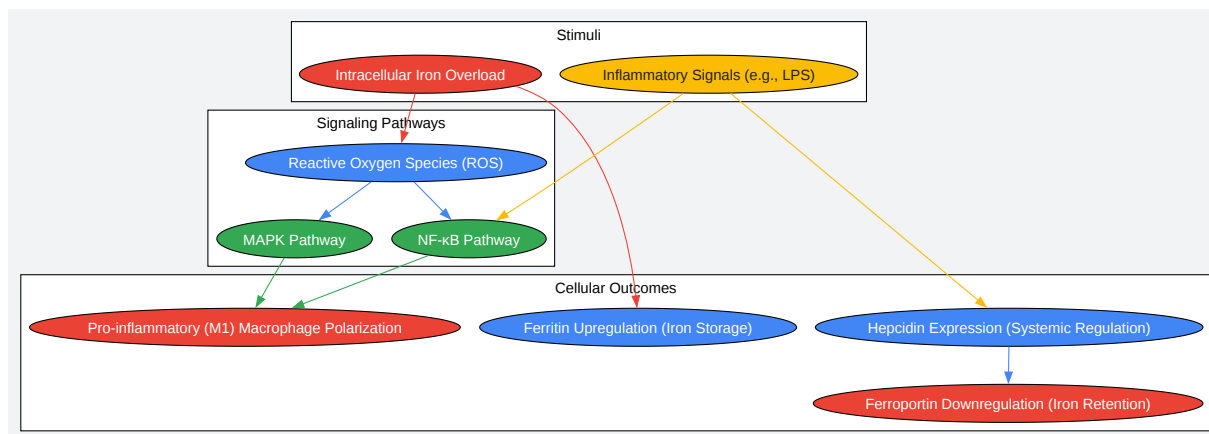 Stimuli
Intracellular Iron Overload
Inflammatory Signals (e.g., LPS)
Signaling Pathways
Reactive Oxygen Species (ROS)
MAPK Pathway
NF-κB Pathway
Cellular Outcomes
Pro-inflammatory (M1) Macrophage Polarization
Ferritin Upregulation (Iron Storage)
Hepcidin Expression (Systemic Regulation)
Ferroportin Downregulation (Iron Retention)